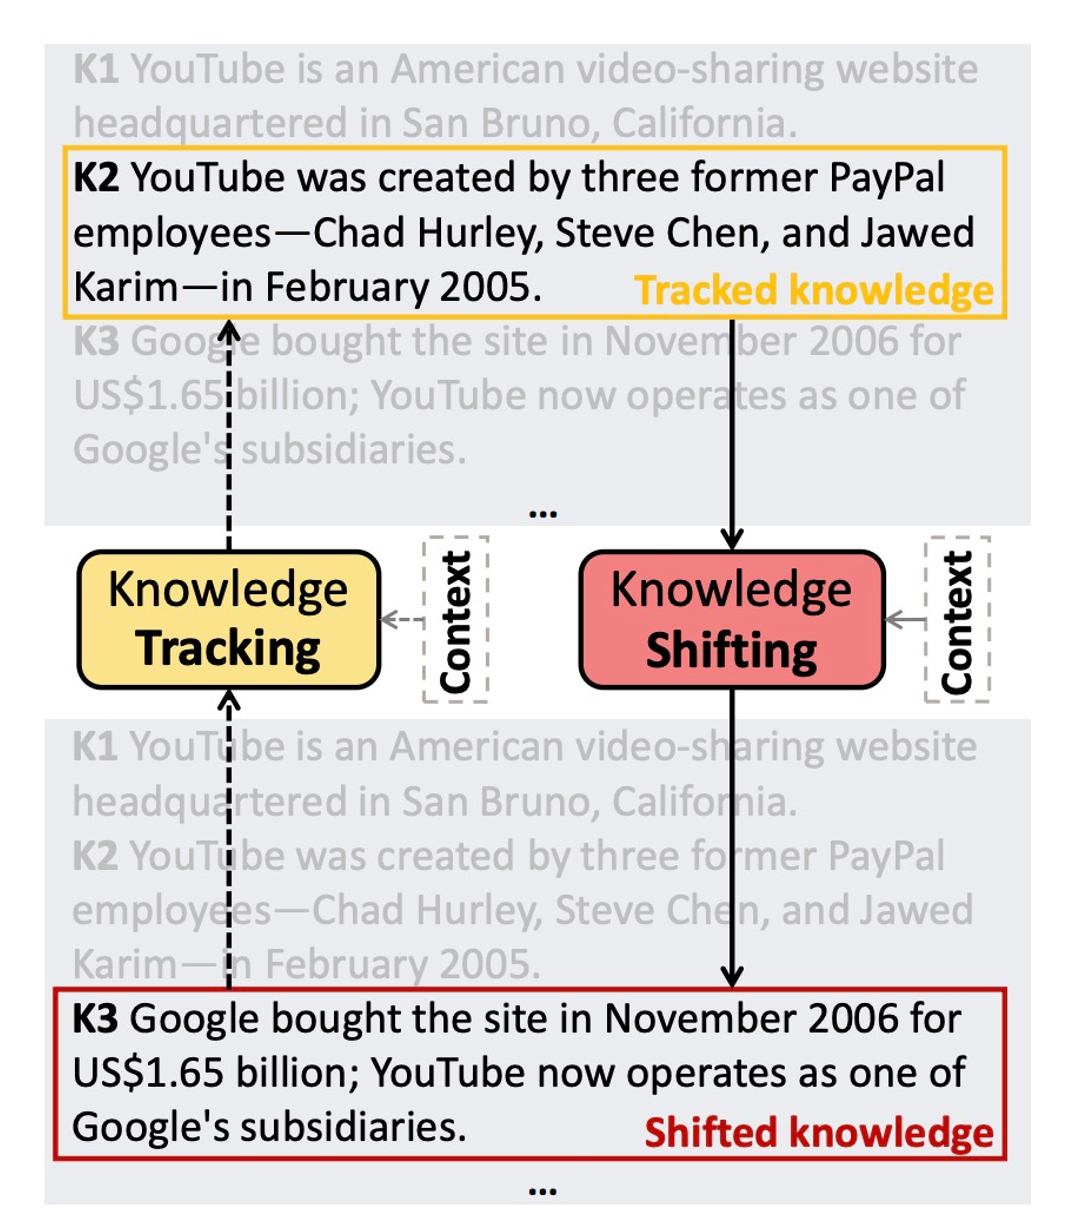 K1 YouTube is an American video-sharing website
headquartered in San Bruno, California.
K2 YouTube was created by three former PayPal
employees—Chad Hurley, Steve Chen, and Jawed
Karim—in February 2005.
Tracked knowledge
K3 Google bought the site in November 2006 for
US$1.65 billion; YouTube now operates as one of
Google's subsidiaries.
...
Knowledge
Tracking
Context
Knowledge
Shifting
Context
K1 YouTube is an American video-sharing website
headquartered in San Bruno, California.
K2 YouTube was created by three former PayPal
employees—Chad Hurley, Steve Chen, and Jawed
Karim—in February 2005.
K3 Google bought the site in November 2006 for
US$1.65 billion; YouTube now operates as one of
Google's subsidiaries.
Shifted knowledge
...